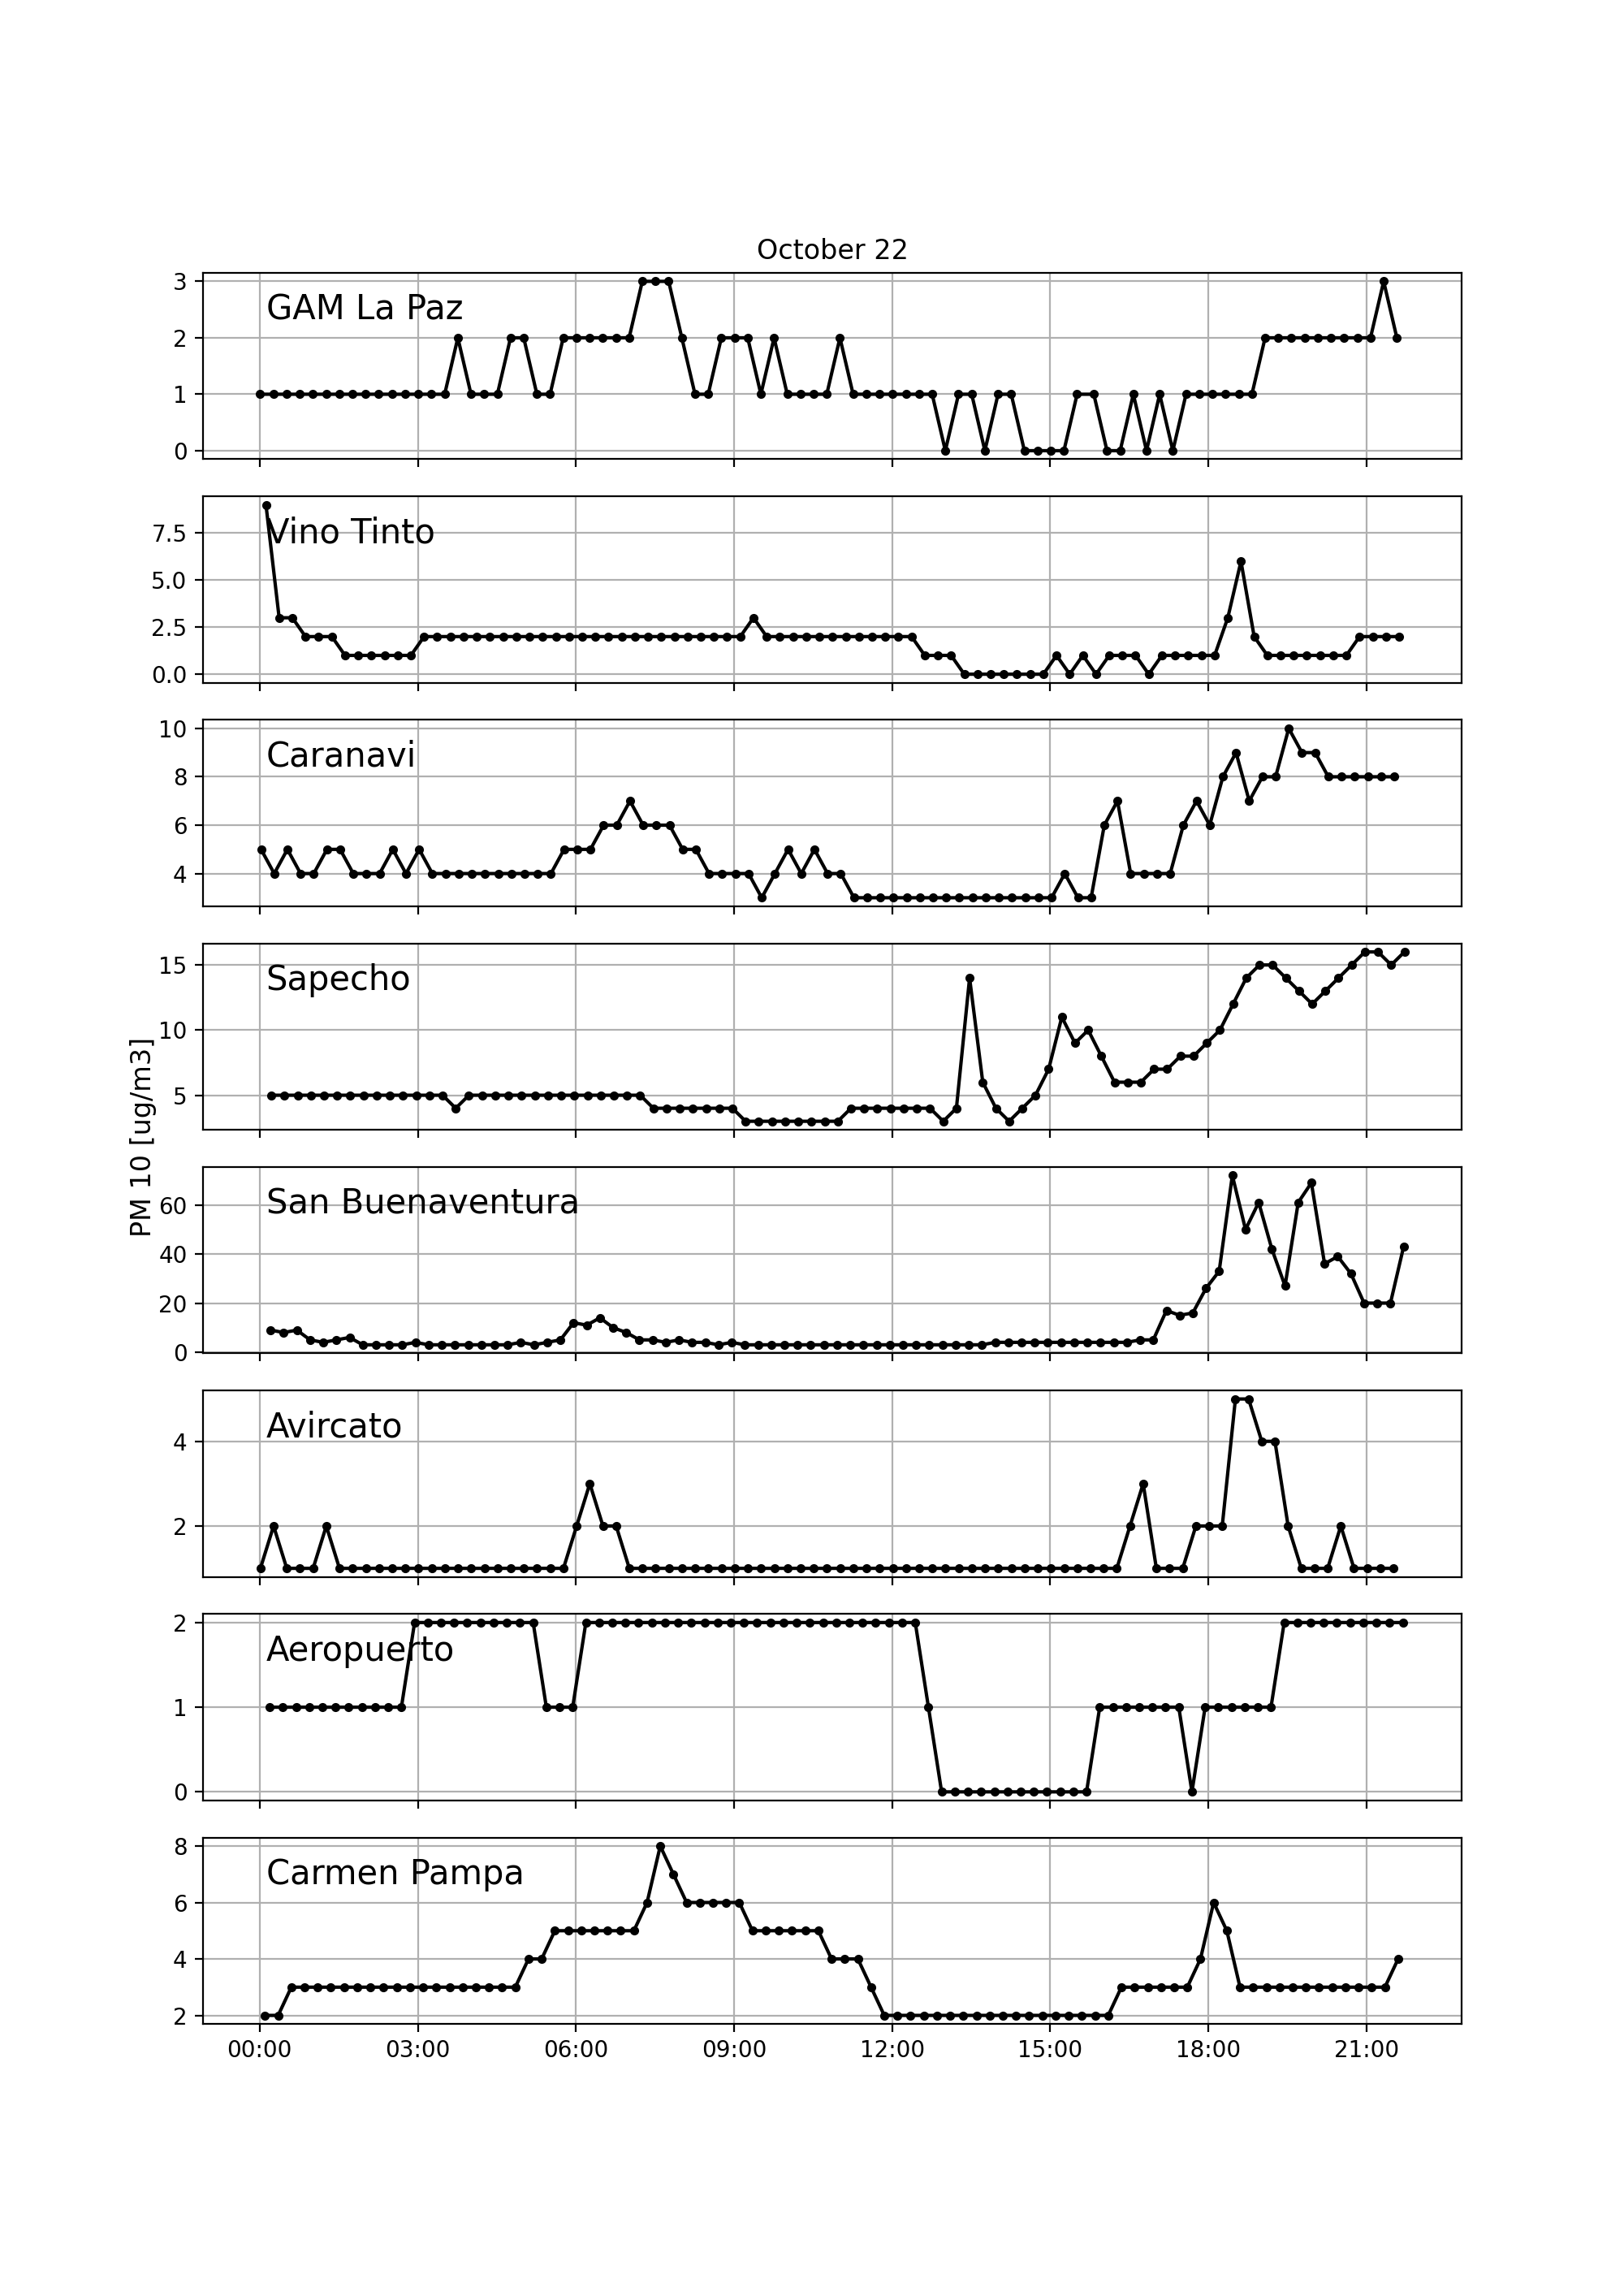 October 22
3
GAM La Paz
2
1
0
Vino Tinto
7.5
5.0
2.5
0.0
10
Caranavi
8
6
4
15
Sapecho
10
5
PM 10 [ug/m3]
San Buenaventura
60
40
20
0
Avircato
4
2
2
Aeropuerto
1
0
8
Carmen Pampa
6
4
2
00:00 03:00 06:00 09:00 12:00 15:00 18:00 21:00